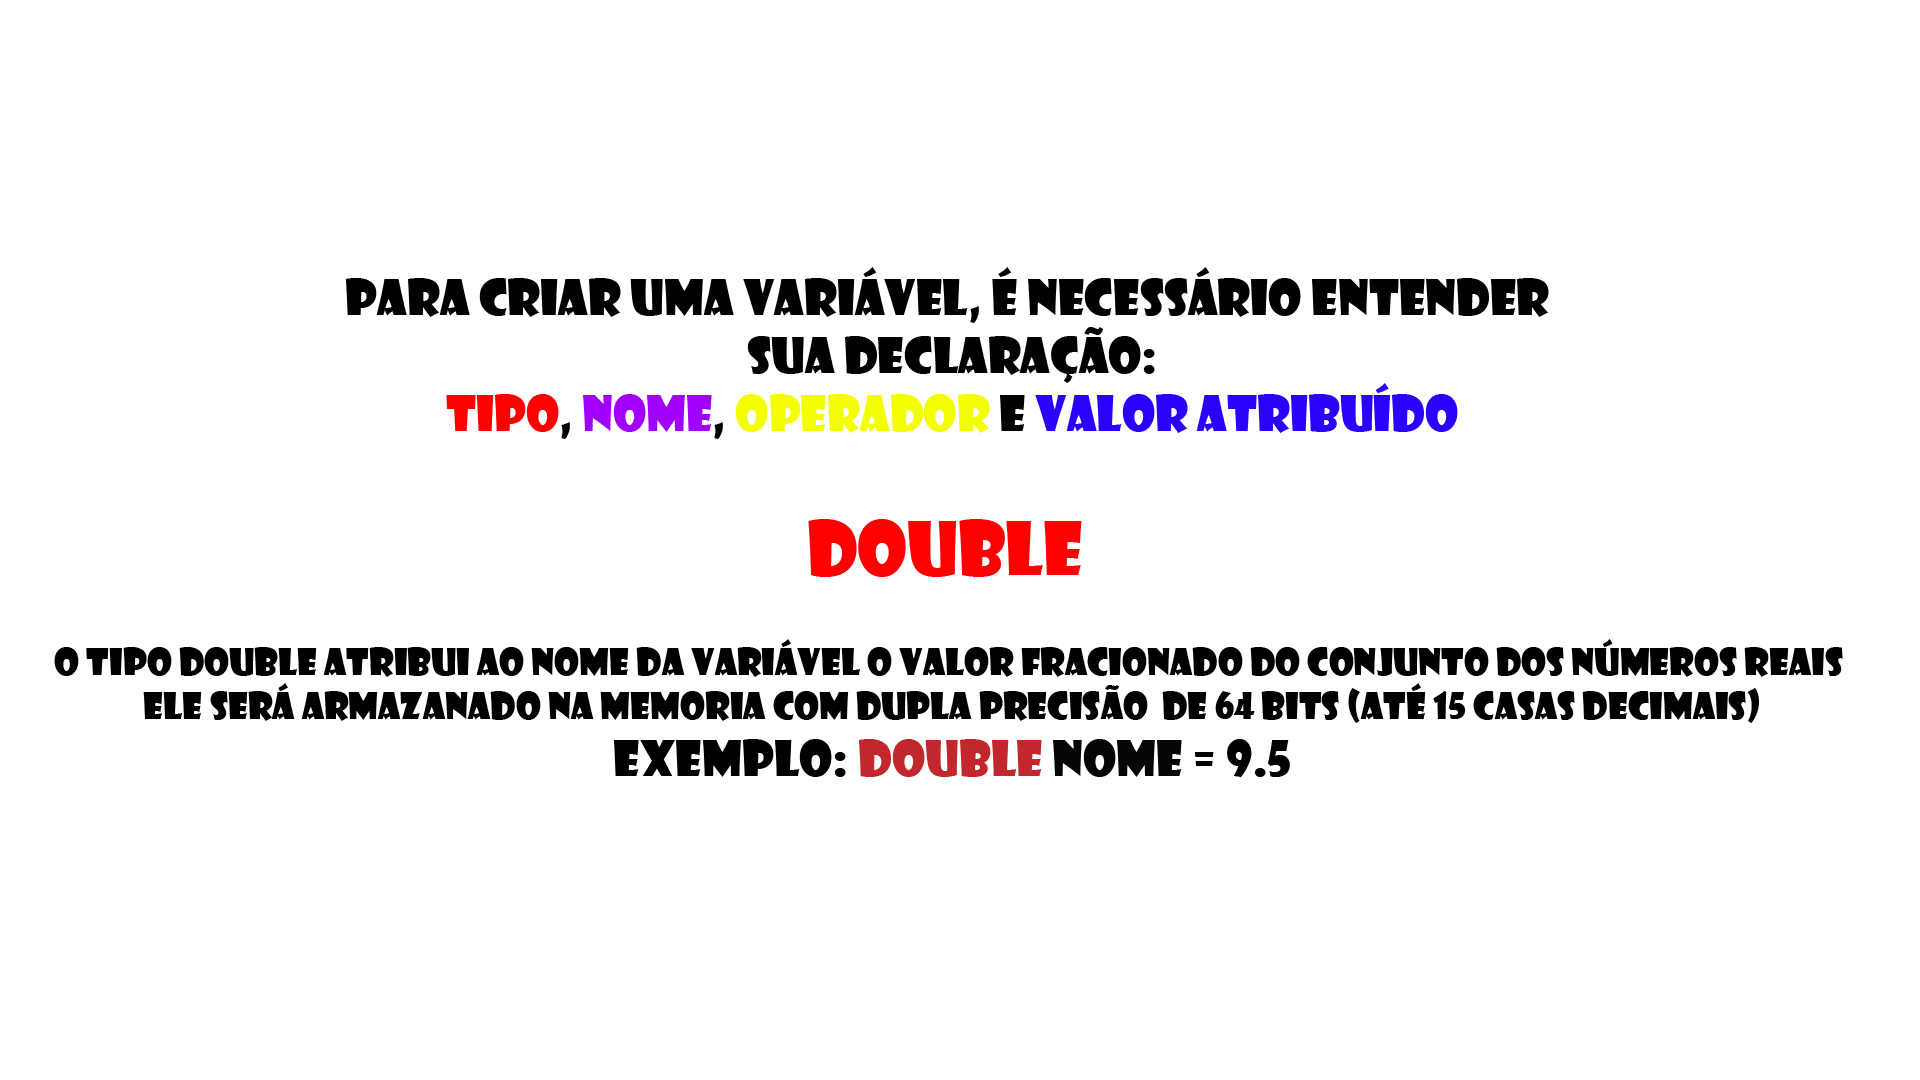 PARA CRIAR UMA VARIÁVEL, É NECESSÁRIO ENTENDER
SUA DECLARAÇÃO:
TIPO, NOME, OPERADOR E VALOR ATRIBUÍDO
DOUBLE
O TIPO DOUBLE ATRIBUI AO NOME DA VARIÁVEL O VALOR FRACIONADO DO CONJUNTO DOS NÚMEROS REAIS
ELE SERÁ ARMAZANADO NA MEMORIA COM DUPLA PRECISÃO  DE 64 BITS (ATÉ 15 CASAS DECIMAIS)
EXEMPLO: DOUBLE NOME = 9.5